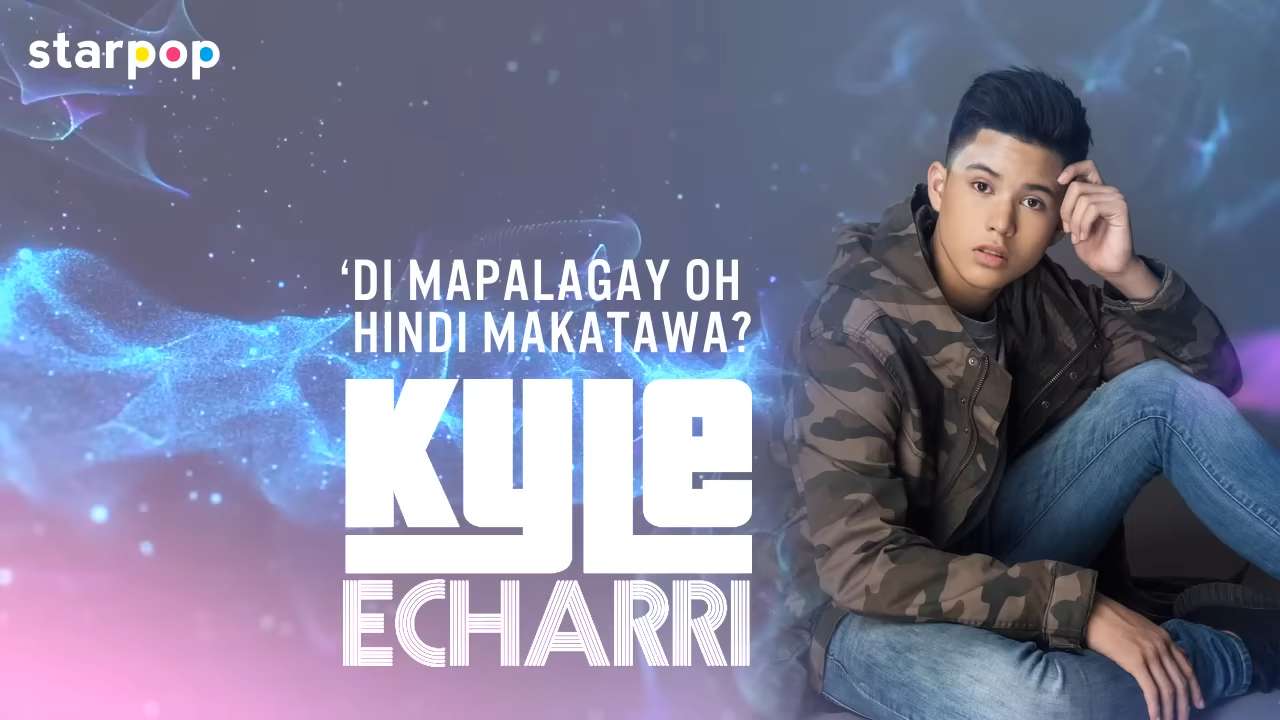 starpop
‘DI MAPALAGAY OH
HINDI MAKATAWA?
KYLE
ECHARRI